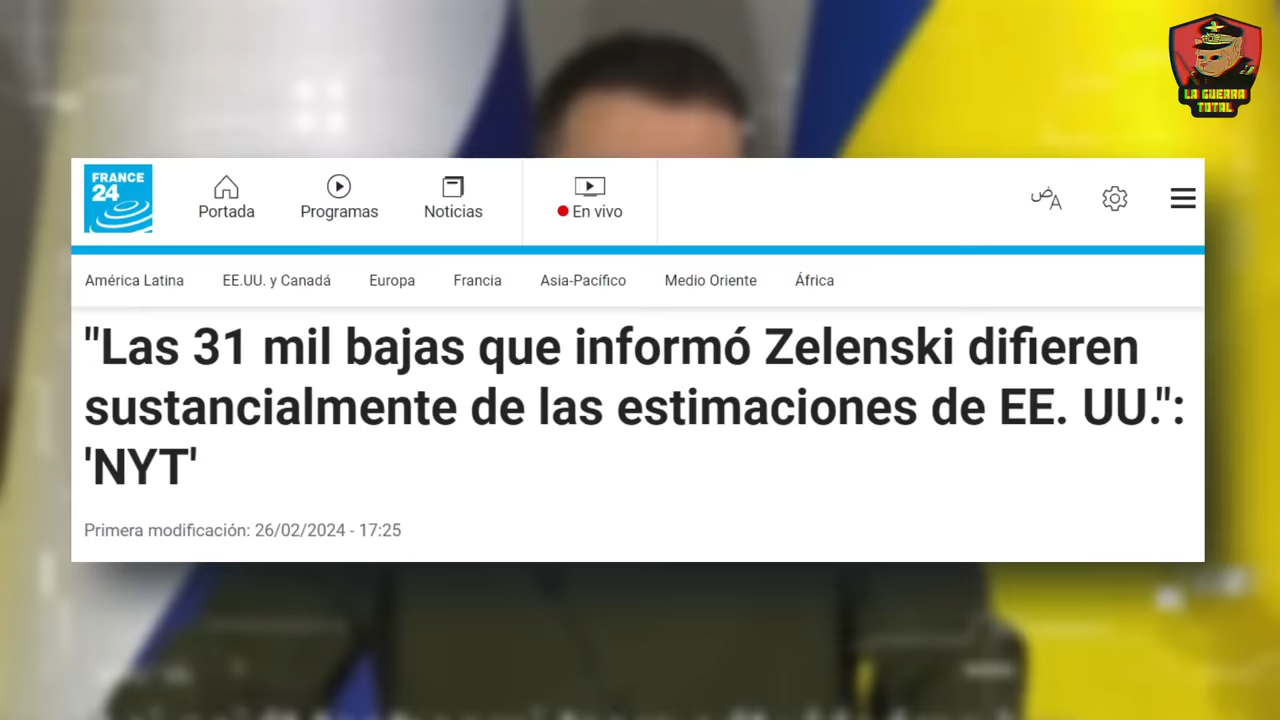 LA GUERRA
TOTAL
FRANCE
24
Portada
Programas
Noticias
En vivo
América Latina
EE.UU. y Canadá
Europa
Francia
Asia-Pacífico
Medio Oriente
África
"Las 31 mil bajas que informó Zelenski difieren
sustancialmente de las estimaciones de EE. UU.":
'NYT'
Primera modificación: 26/02/2024 - 17:25